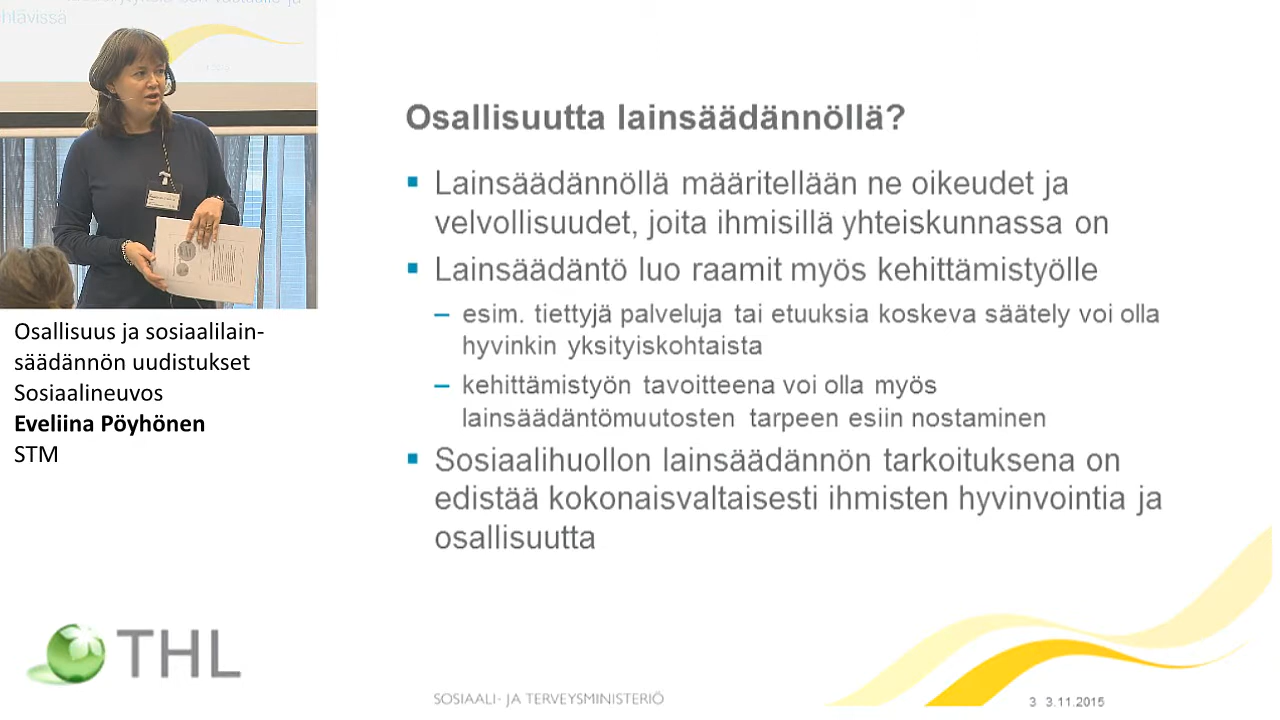 htävissä
Osallisuus ja sosiaalilain-
säädännön uudistukset
Sosiaalineuvos
Eveliina Pöyhönen
STM
THL
Osallisuutta lainsäädännöllä?
▪ Lainsäädännöllä määritellään ne oikeudet ja
velvollisuudet, joita ihmisillä yhteiskunnassa on
▪ Lainsäädäntö luo raamit myös kehittämistyölle
– esim. tiettyjä palveluja tai etuuksia koskeva säätely voi olla
hyvinkin yksityiskohtaista
– kehittämistyön tavoitteena voi olla myös
lainsäädäntömuutosten tarpeen esiin nostaminen
▪ Sosiaalihuollon lainsäädännön tarkoituksena on
edistää kokonaisvaltaisesti ihmisten hyvinvointia ja
osallisuutta
SOSIAALI- JA TERVEYSMINISTERIÖ
3 3.11.2015